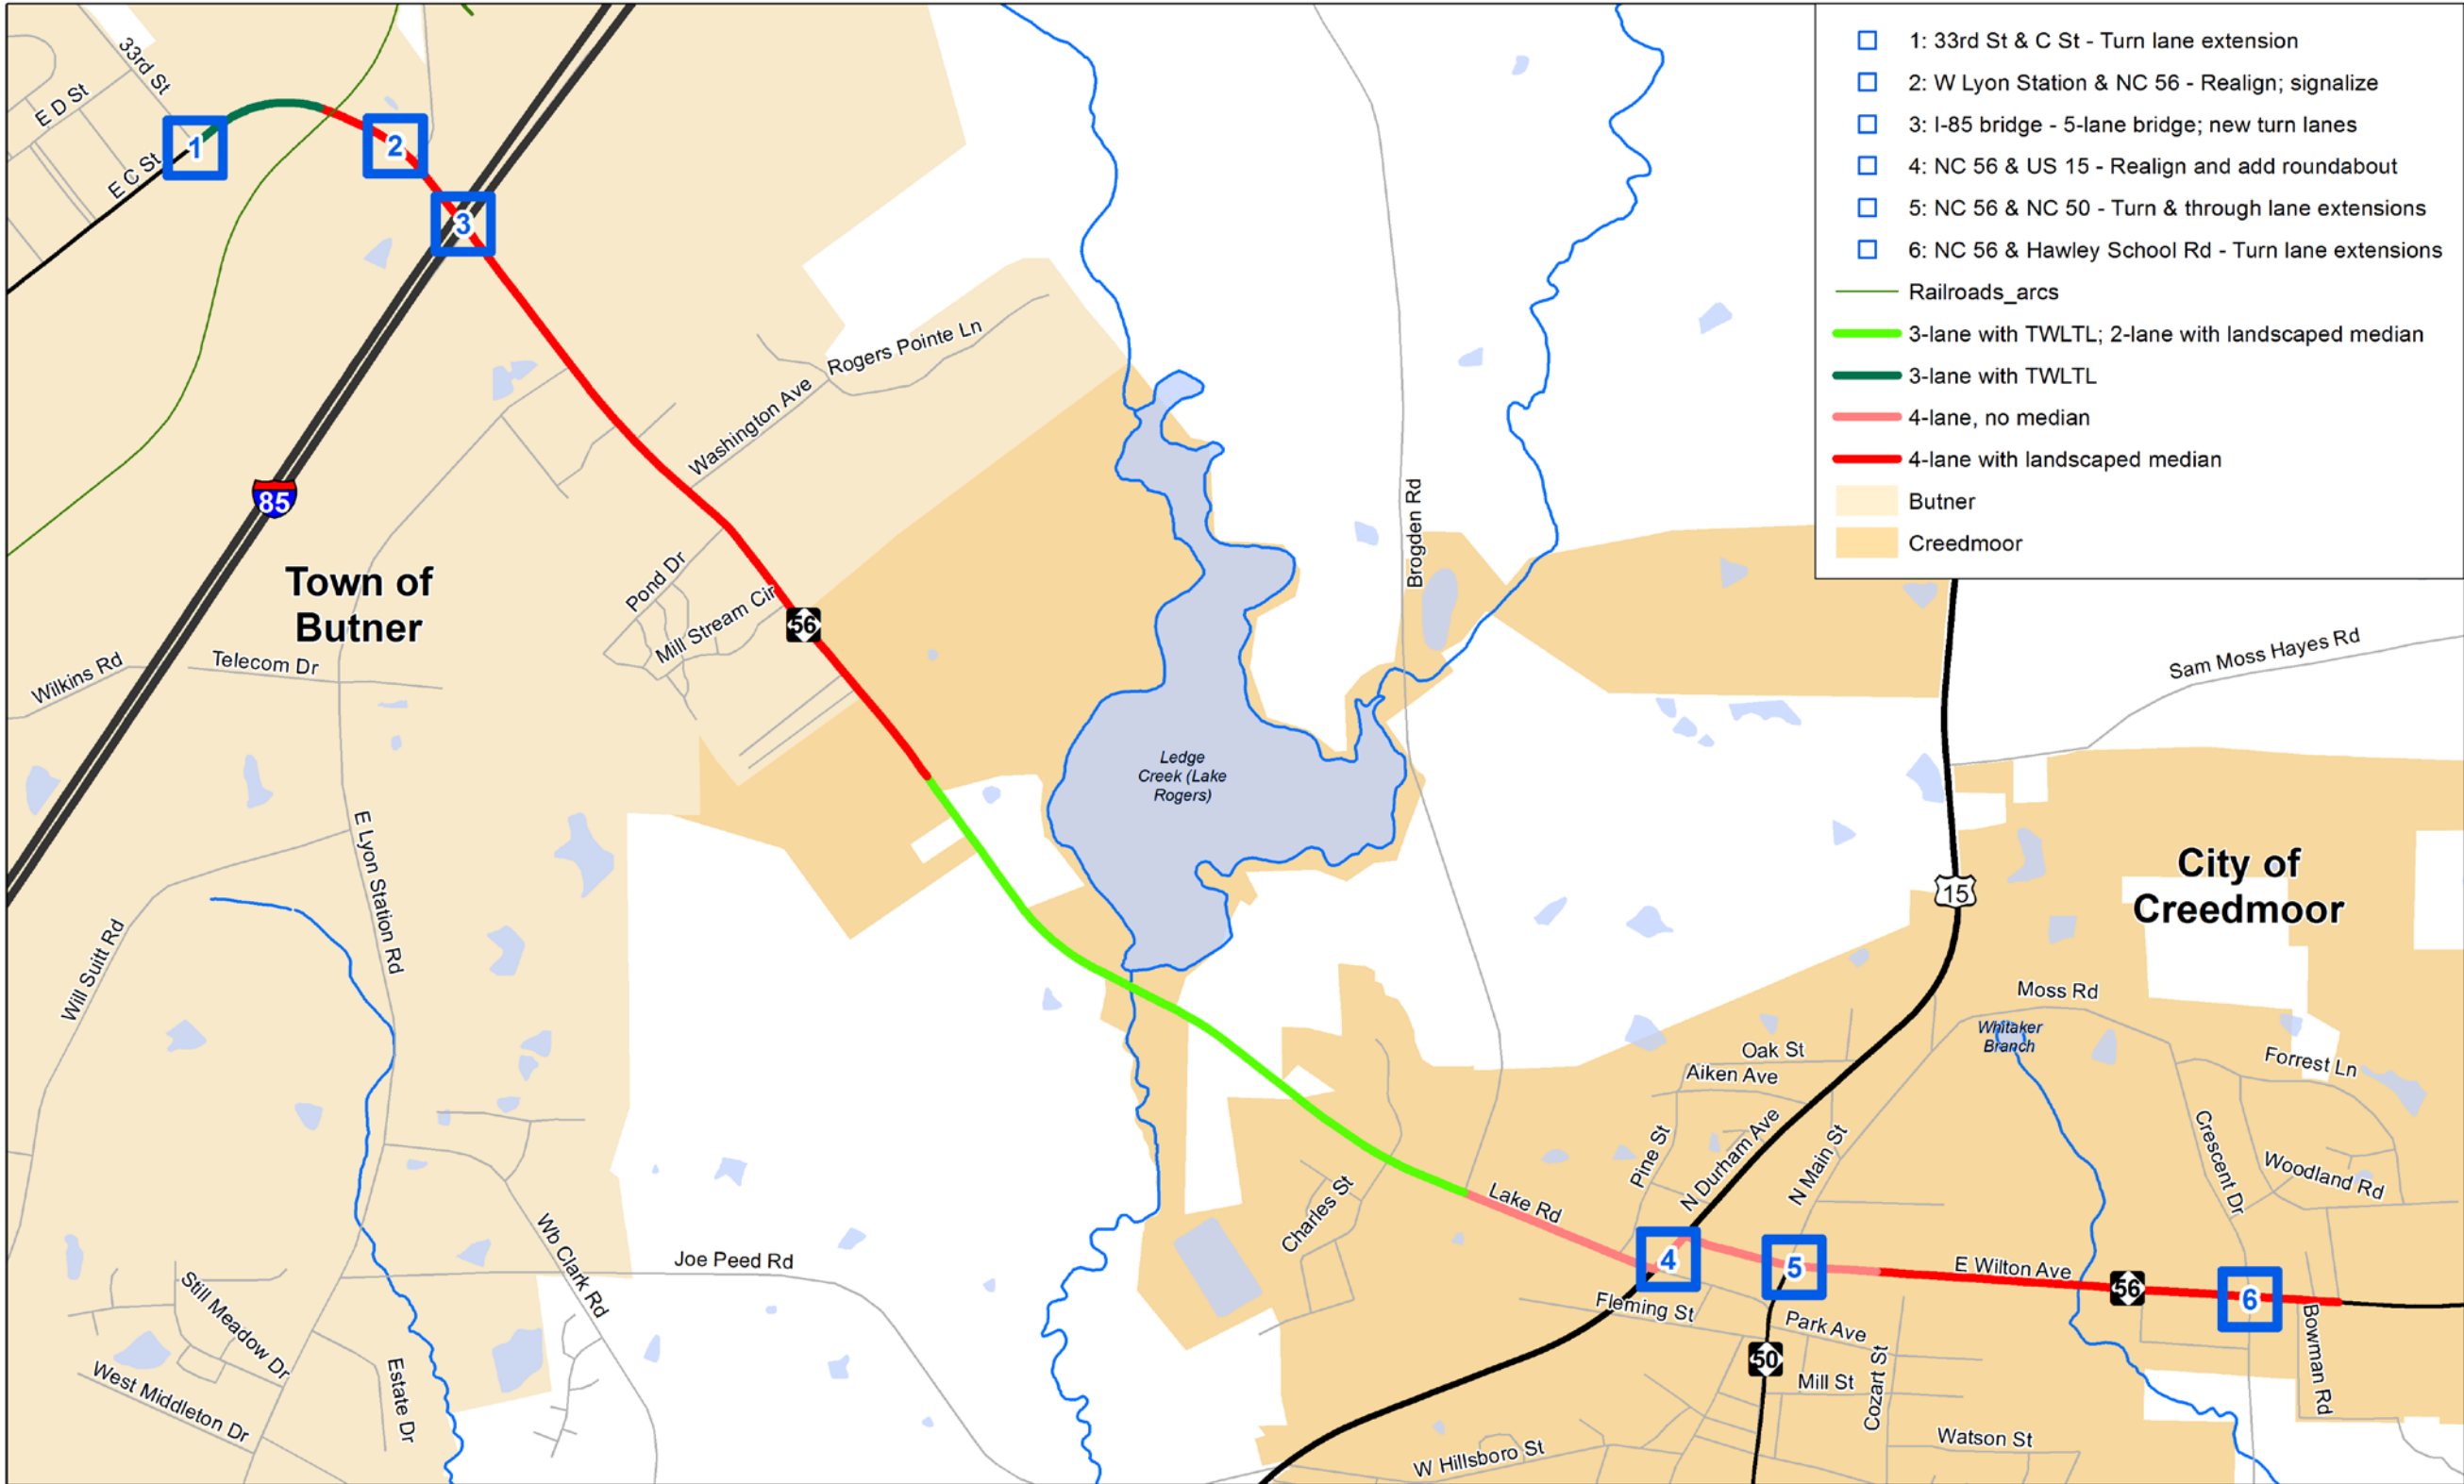 1: 33rd St & C St - Turn lane extension
2: W Lyon Station & NC 56 - Realign; signalize
3: I-85 bridge - 5-lane bridge; new turn lanes
4: NC 56 & US 15 - Realign and add roundabout
5: NC 56 & NC 50 - Turn & through lane extensions
6: NC 56 & Hawley School Rd - Turn lane extensions
Railroads_arcs
3-lane with TWLTL; 2-lane with landscaped median
3-lane with TWLTL
4-lane, no median
4-lane with landscaped median
Butner
Creedmoor
33rd St
E D St
E C St
1
2
3
Rogers Pointe Ln
Washington Ave
85
Brogden Rd
Town of
Butner
Pond Dr
Mill Stream Cir
56
Wilkins Rd
Telecom Dr
Sam Moss Hayes Rd
Ledge
Creek (Lake
Rogers)
E Lyon Station Rd
15
City of
Creedmoor
Will Suitt Rd
Moss Rd
Whitaker
Branch
Oak St
Aiken Ave
Forrest Ln
Pine St
N Durham Ave
N Main St
Crescent Dr
Woodland Rd
Lake Rd
Charles St
Wb Clark Rd
Joe Peed Rd
4
5
E Wilton Ave
56
6
Still Meadow Dr
Fleming St
Park Ave
50
Mill St
Cozart St
Bowman Rd
West Middleton Dr
Estate Dr
W Hillsboro St
Watson St